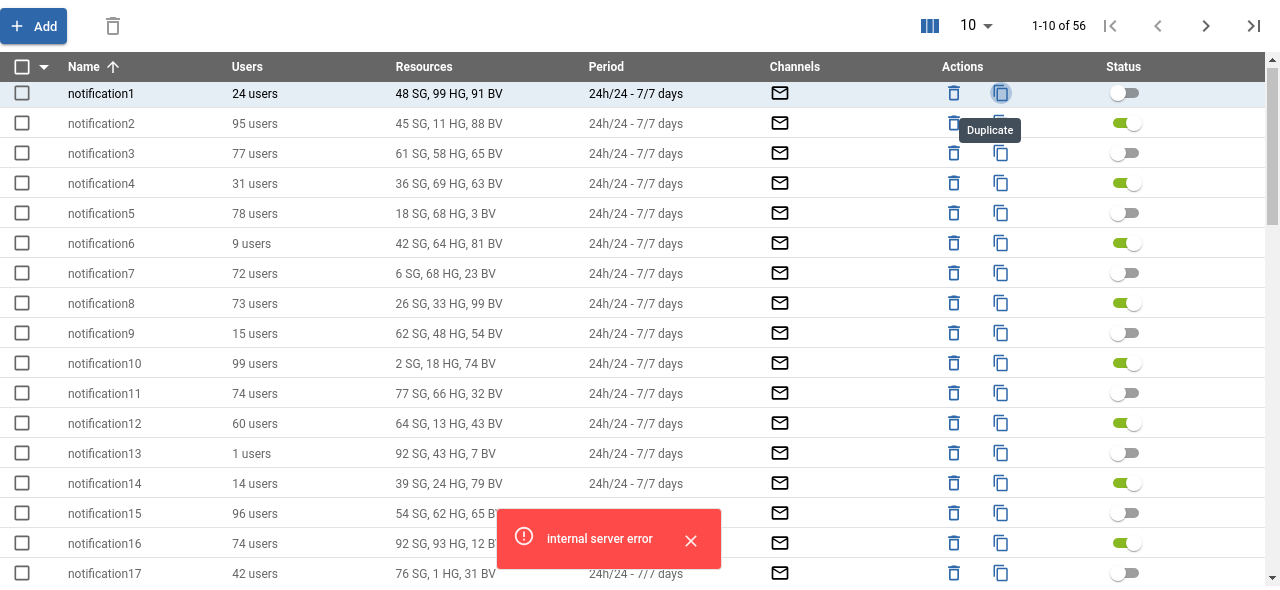 Add 10 1-10 of 56
Name Users Resources Period Channels Actions Status
notification1 24 users 48 SG, 99 HG, 91 BV 24h/24 - 7/7 days
notification2 95 users 45 SG, 11 HG, 88 BV 24h/24 - 7/7 days
Duplicate
notification3 77 users 61 SG, 58 HG, 65 BV 24h/24 - 7/7 days
notification4 31 users 36 SG, 69 HG, 63 BV 24h/24 - 7/7 days
notification5 78 users 18 SG, 68 HG, 3 BV 24h/24 - 7/7 days
notification6 9 users 42 SG, 64 HG, 81 BV 24h/24 - 7/7 days
notification7 72 users 6 SG, 68 HG, 23 BV 24h/24 - 7/7 days
notification8 73 users 26 SG, 33 HG, 99 BV 24h/24 - 7/7 days
notification9 15 users 62 SG, 48 HG, 54 BV 24h/24 - 7/7 days
notification10 99 users 2 SG, 18 HG, 74 BV 24h/24 - 7/7 days
notification11 74 users 77 SG, 66 HG, 32 BV 24h/24 - 7/7 days
notification12 60 users 64 SG, 13 HG, 43 BV 24h/24 - 7/7 days
notification13 1 users 92 SG, 43 HG, 7 BV 24h/24 - 7/7 days
notification14 14 users 39 SG, 24 HG, 79 BV 24h/24 - 7/7 days
notification15 96 users 54 SG, 62 HG, 65
notification16 74 users 92 SG, 93 HG, 12
internal server error
notification17 42 users 76 SG, 1 HG, 31 BV 24h/24 - 7/7 days